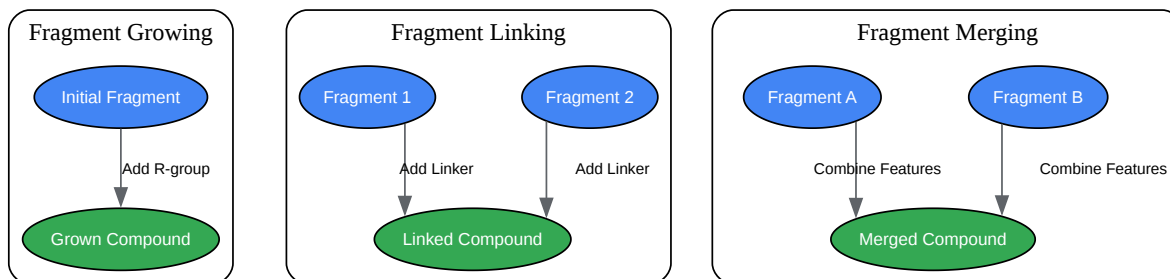 Fragment Growing
Initial Fragment
Add R-group
Grown Compound
Fragment Linking
Fragment 1
Fragment 2
Add Linker
Add Linker
Linked Compound
Fragment Merging
Fragment A
Fragment B
Combine Features
Combine Features
Merged Compound